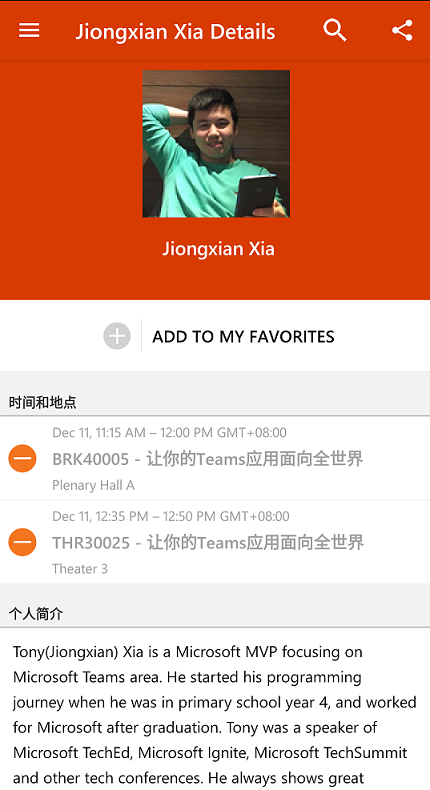 Jiongxian Xia Details
Jiongxian Xia
ADD TO MY FAVORITES
时间和地点
Dec 11, 11:15 AM – 12:00 PM GMT+08:00
BRK40005 - 让你的Teams应用面向全世界
Plenary Hall A
Dec 11, 12:35 PM – 12:50 PM GMT+08:00
THR30025 - 让你的Teams应用面向全世界
Theater 3
个人简介
Tony(Jiongxian) Xia is a Microsoft MVP focusing on
Microsoft Teams area. He started his programming
journey when he was in primary school year 4, and worked
for Microsoft after graduation. Tony was a speaker of
Microsoft TechEd, Microsoft Ignite, Microsoft TechSummit
and other tech conferences. He always shows great